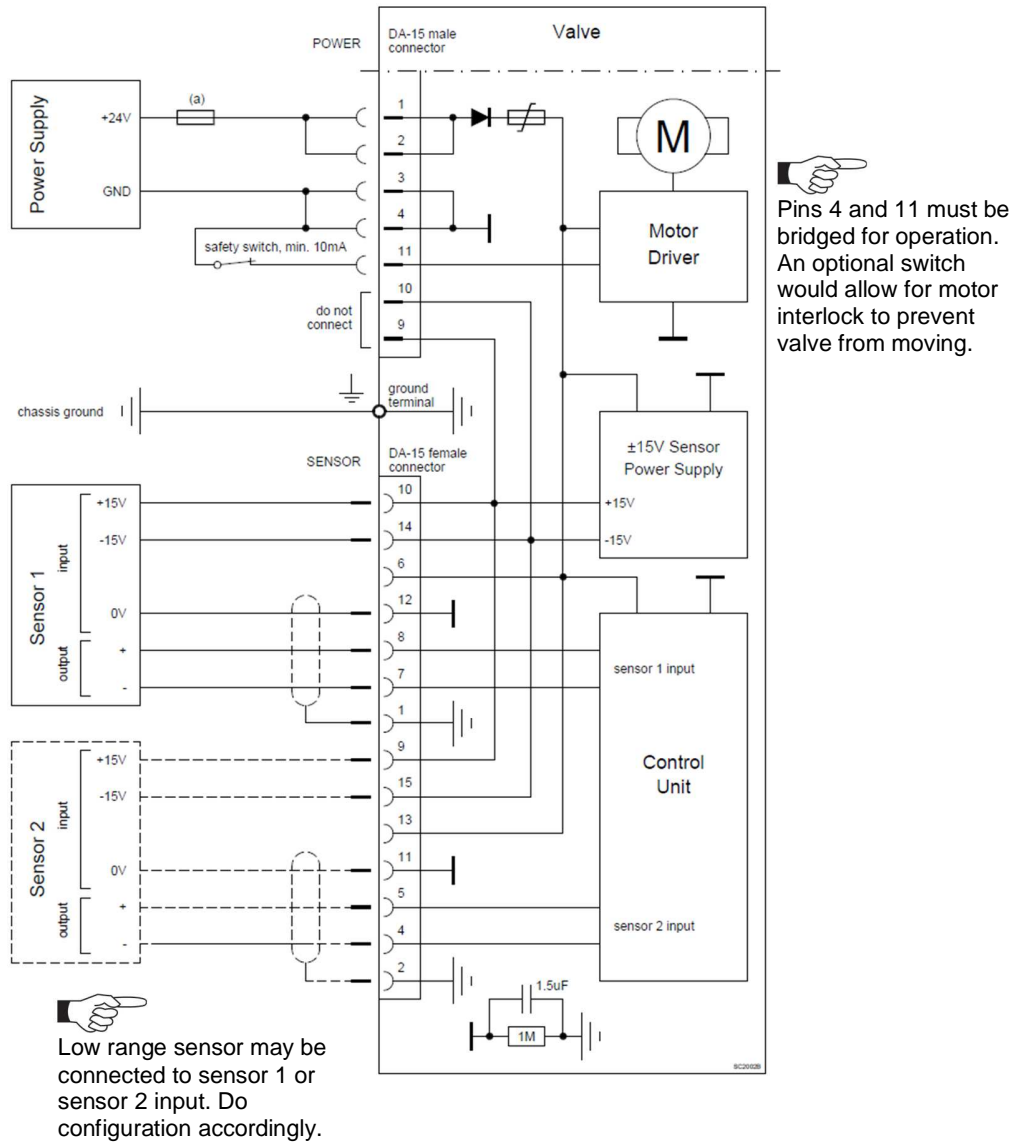 Valve
POWER
DA-15 male
connector
Power Supply
+24V
(a)
GND
safety switch, min. 10mA
do not
connect
1
2
3
4
11
10
9
M
Motor
Driver
Pins 4 and 11 must be
bridged for operation.
An optional switch
would allow for motor
interlock to prevent
valve from moving.
chassis ground
ground
terminal
SENSOR
DA-15 female
connector
±15V Sensor
Power Supply
+15V
-15V
Sensor 1
input
+15V
-15V
0V
output
+
-
10
14
6
12
8
7
1
sensor 1 input
Control
Unit
sensor 2 input
Sensor 2
input
+15V
-15V
0V
output
+
-
9
15
13
11
5
4
2
1.5uF
1M
SC2002B
Low range sensor may be
connected to sensor 1 or
sensor 2 input. Do
configuration accordingly.